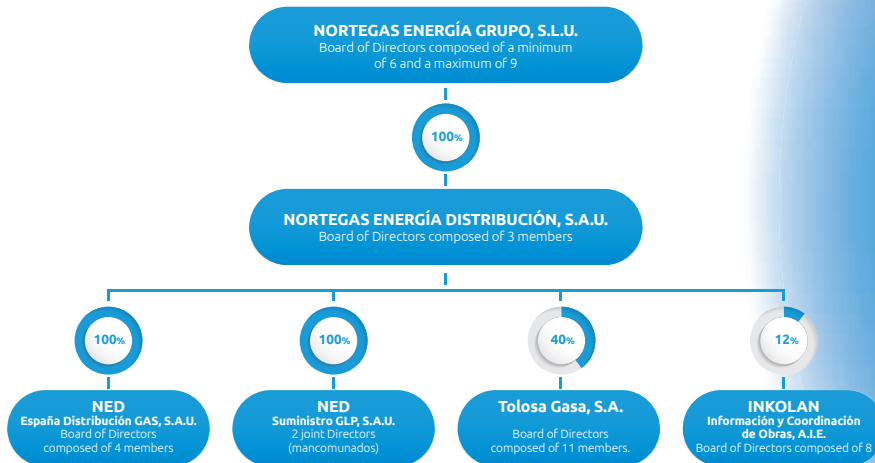 NORTEGAS ENERGÍA GRUPO, S.L.U.
Board of Directors composed of a minimum
of 6 and a maximum of 9
100%
NORTEGAS ENERGÍA DISTRIBUCIÓN, S.A.U.
Board of Directors composed of 3 members
100%
100%
40%
12%
NED
España Distribución GAS, S.A.U.
Board of Directors
composed of 4 members
NED
Suministro GLP, S.A.U.
2 joint Directors
(mancomunados)
Tolosa Gasa, S.A.
Board of Directors
composed of 11 members.
INKOLAN
Información y Coordinación
de Obras, A.I.E.
Board of Directors composed of 8